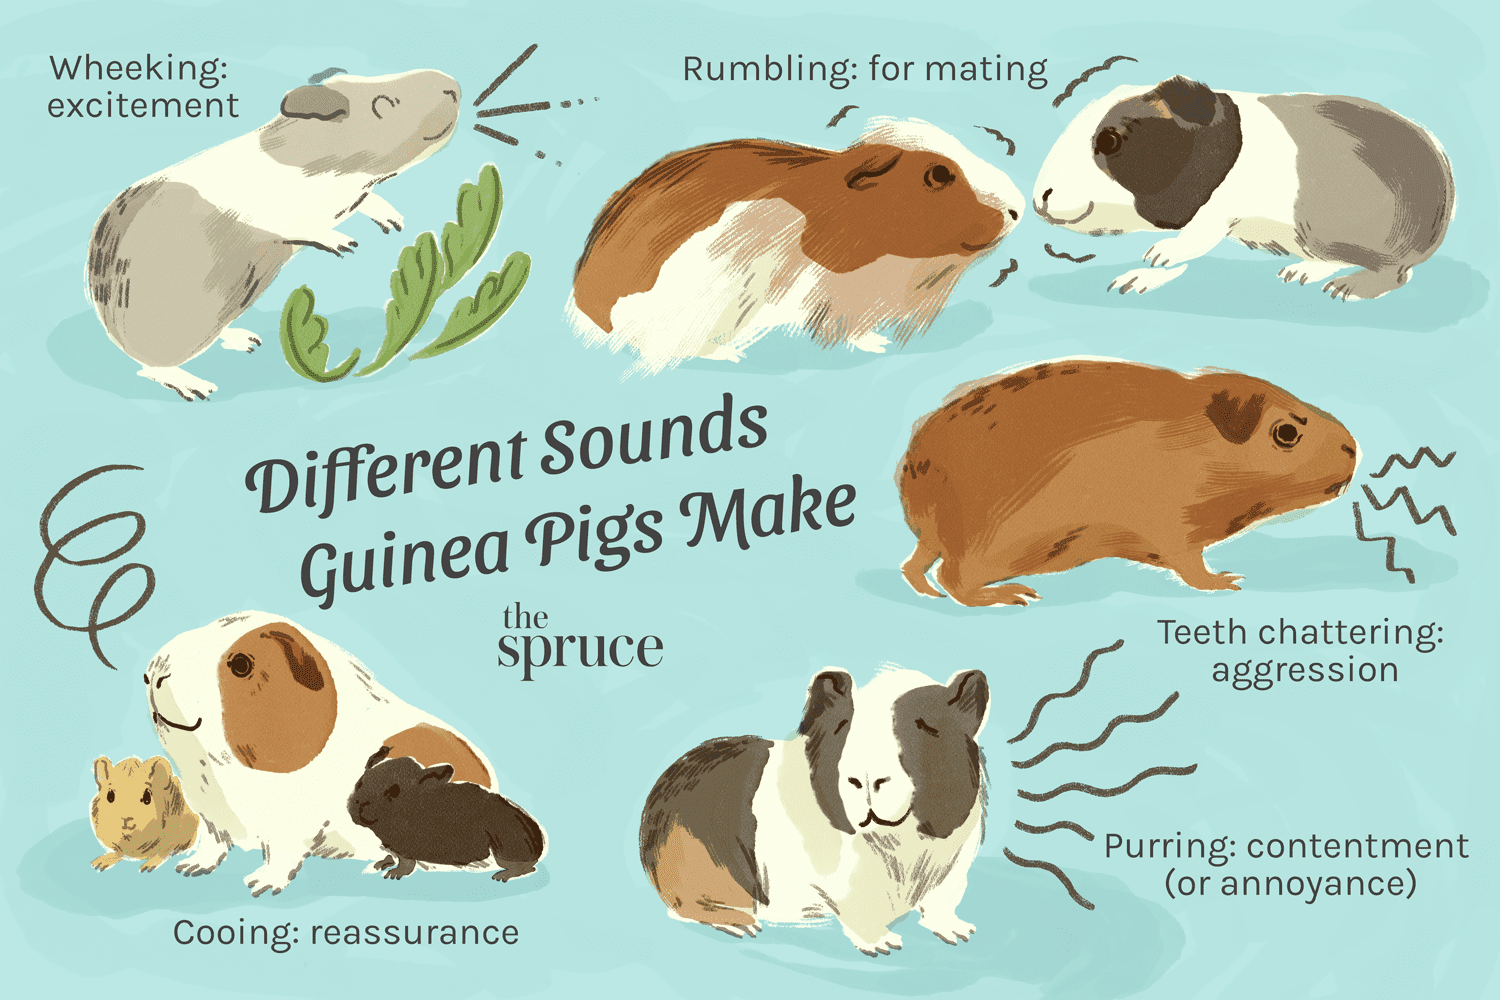 Wheeking:
excitement
Rumbling: for mating
Different Sounds
Guinea Pigs Make
the
spruce
Teeth chattering:
aggression
Purring: contentment
(or annoyance)
Cooing: reassurance